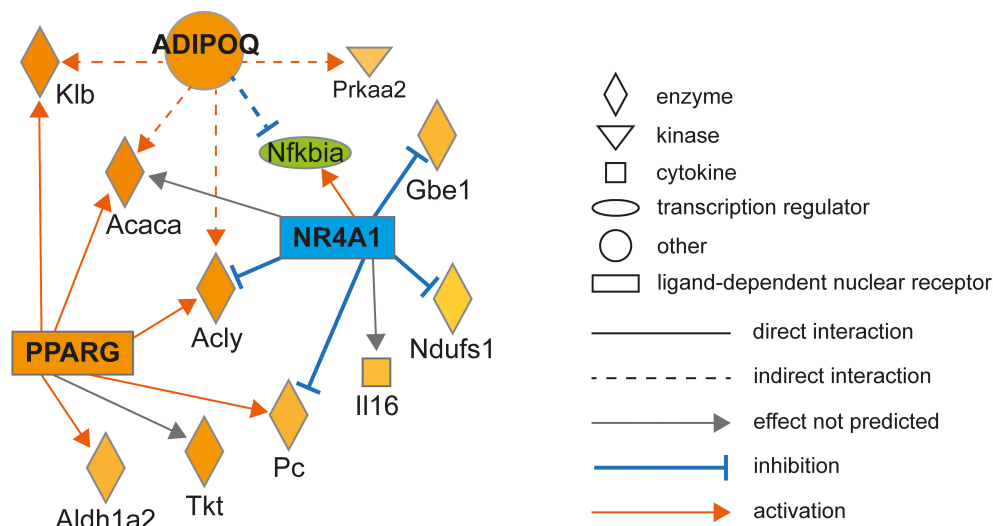 ADIPOQ
Klb
Prkaa2
Nfkbia
Gbe1
Acaca
NR4A1
Acly
Ndufs1
PPARG
Il16
Pc
Tkt
Aldh1a2
enzyme
kinase
cytokine
transcription regulator
other
ligand-dependent nuclear receptor
direct interaction
indirect interaction
effect not predicted
inhibition
activation